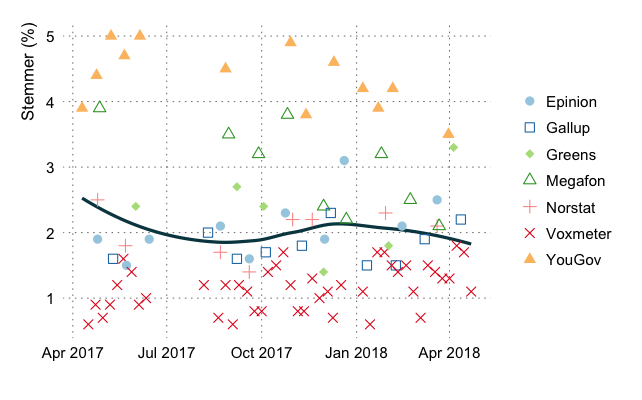 Stemmer (%)
5
4
3
2
1
Apr 2017 Jul 2017 Oct 2017 Jan 2018 Apr 2018
Epinion
Gallup
Greens
Megafon
Norstat
Voxmeter
YouGov